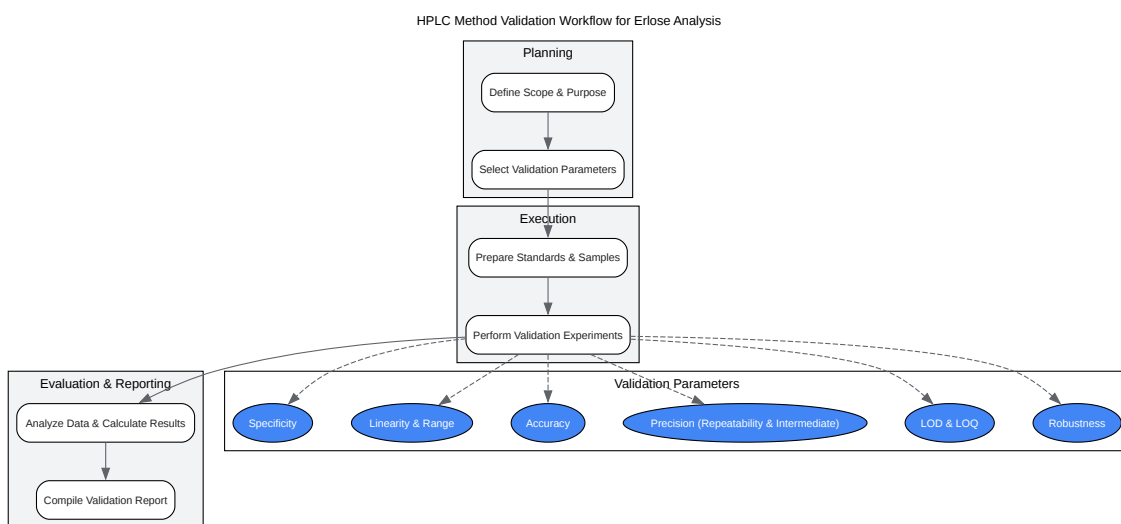 HPLC Method Validation Workflow for Erlose Analysis
Planning
Define Scope & Purpose
Select Validation Parameters
Execution
Prepare Standards & Samples
Perform Validation Experiments
Evaluation & Reporting
Analyze Data & Calculate Results
Compile Validation Report
Validation Parameters
Specificity
Linearity & Range
Accuracy
Precision (Repeatability & Intermediate)
LOD & LOQ
Robustness